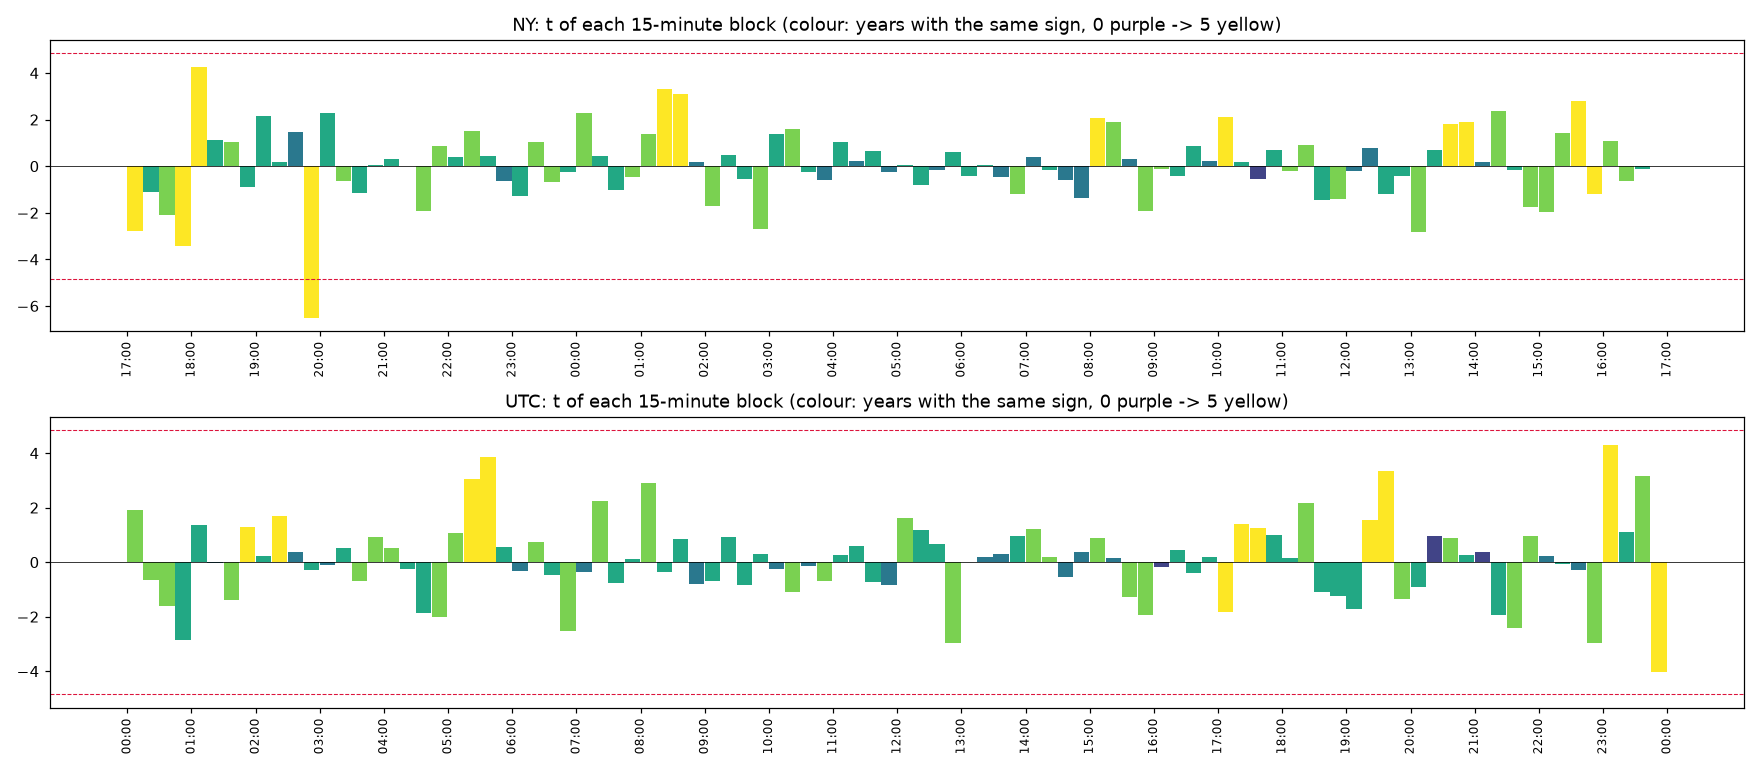 NY: t of each 15-minute block (colour: years with the same sign, 0 purple -> 5 yellow)
4
2
0
−2
−4
−6
17:00 18:00 19:00 20:00 21:00 22:00 23:00 00:00 01:00 02:00 03:00 04:00 05:00 06:00 07:00 08:00 09:00 10:00 11:00 12:00 13:00 14:00 15:00 16:00 17:00
UTC: t of each 15-minute block (colour: years with the same sign, 0 purple -> 5 yellow)
4
2
0
−2
−4
00:00 01:00 02:00 03:00 04:00 05:00 06:00 07:00 08:00 09:00 10:00 11:00 12:00 13:00 14:00 15:00 16:00 17:00 18:00 19:00 20:00 21:00 22:00 23:00 00:00